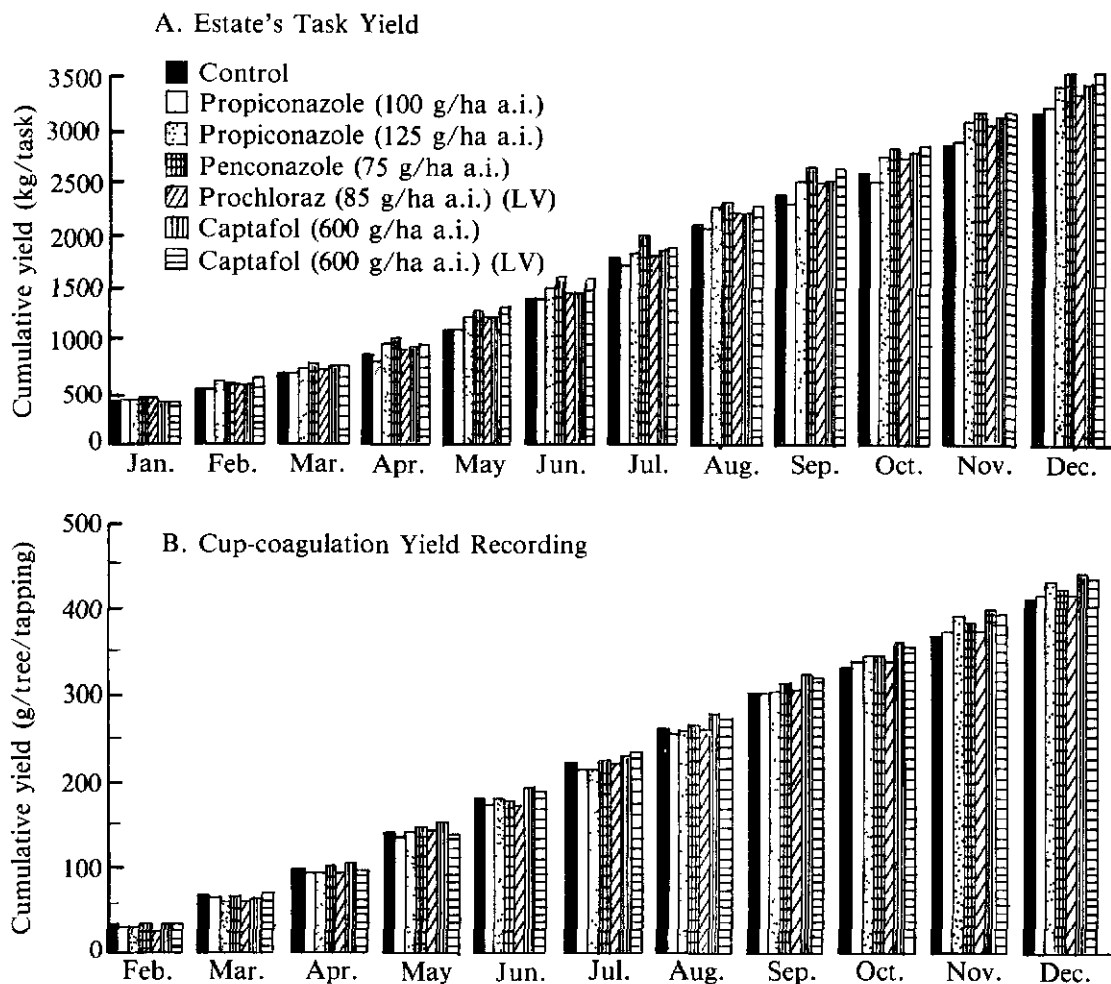 A. Estate's Task Yield
Cumulative yield (kg/task)
3500
3000
2500
2000
1500
1000
500
0
Control
Propiconazole (100 g/ha a.i.)
Propiconazole (125 g/ha a.i.)
Penconazole (75 g/ha a.i.)
Prochloraz (85 g/ha a.i.) (LV)
Captafol (600 g/ha a.i.)
Captafol (600 g/ha a.i.) (LV)
Jan. Feb. Mar. Apr. May Jun. Jul. Aug. Sep. Oct. Nov. Dec.
B. Cup-coagulation Yield Recording
Cumulative yield (g/tree/tapping)
500
400
300
200
100
0
Feb. Mar. Apr. May Jun. Jul. Aug. Sep. Oct. Nov. Dec.